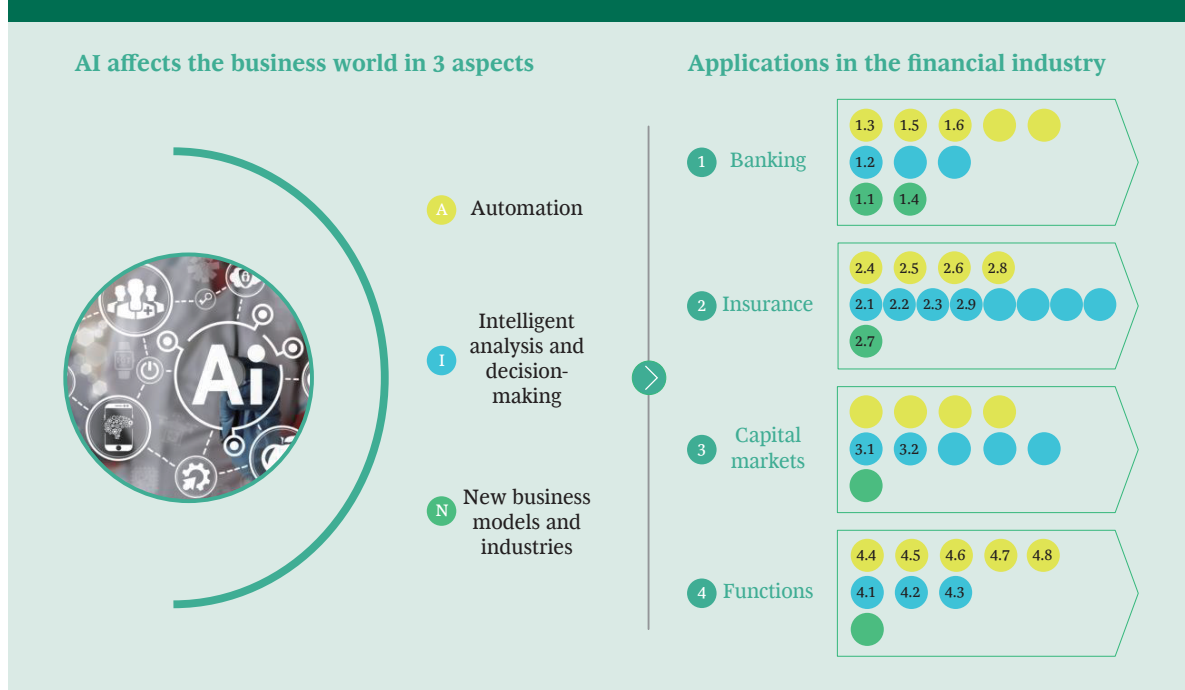 AI affects the business world in 3 aspects
Applications in the financial industry
Ai
A Automation
I Intelligent
analysis and
decision-
making
N New business
models and
industries
1 Banking
1.3 1.5 1.6
1.2
1.1 1.4
2 Insurance
2.4 2.5 2.6 2.8
2.1 2.2 2.3 2.9
2.7
3 Capital
markets
3.1 3.2
4 Functions
4.4 4.5 4.6 4.7 4.8
4.1 4.2 4.3